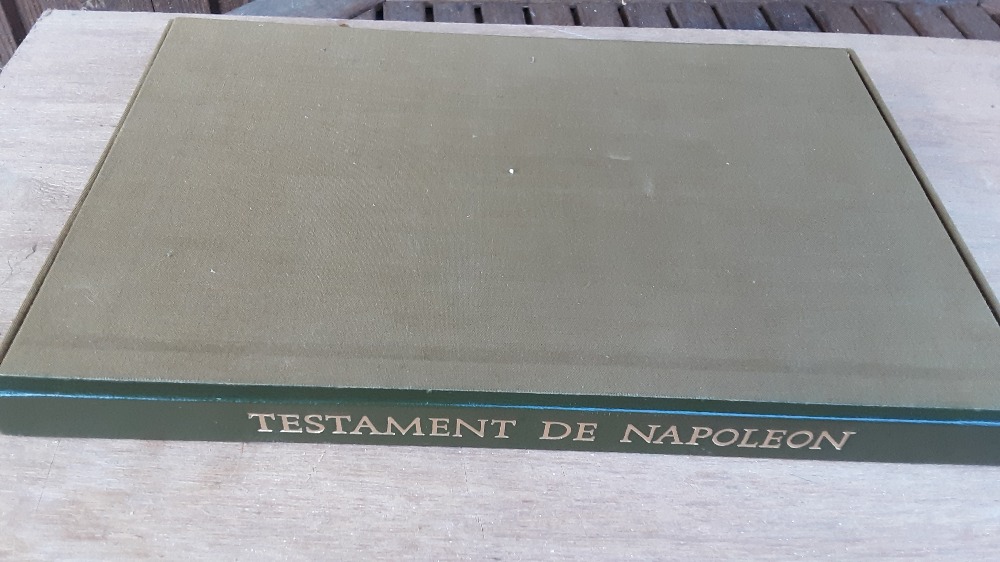 TESTAMENT DE NAPOLEON